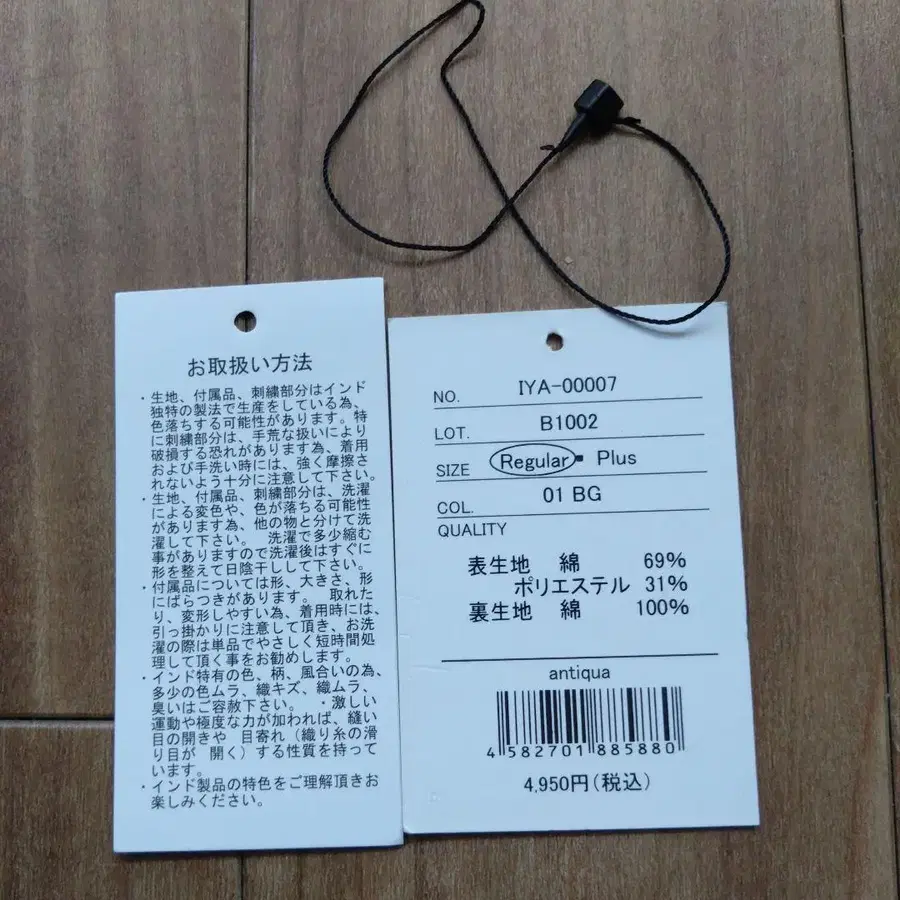 お取扱い方法
・生地、付属品、刺繍部分はインド
独特の製法で生産をしている為、
色落ちする可能性があります。特
に刺繍部分は、手荒な扱いにより
破損する恐れがあります為、着用
および手洗い時には、強く摩擦さ
れないよう十分に注意して下さい。
・生地、付属品、刺繍部分は、洗濯
による変色や、色が落ちる可能性
があります為、他の物と分けて洗
濯して下さい。 洗濯で多少縮む
事がありますので洗濯後はすぐに
形を整えて日陰干しして下さい。
・付属品については形、大きさ、形
にばらつきがあります。 取れた
り、変形しやすい為、着用時には、
引っ掛かりに注意して頂き、お洗
濯の際は単品でやさしく短時間処
理して頂く事をお勧めします。
・インド特有の色、柄、風合いの為、
多少の色ムラ、織キズ、織ムラ、
臭いはご容赦下さい。 ・激しい
運動や極度な力が加われば、縫い
目の開きや 目寄れ（織り糸の滑
り目が 開く）する性質を持って
います。
・インド製品の特色をご理解頂きお
楽しみください。
NO. IYA-00007
LOT. B1002
SIZE Regular・ Plus
COL. 01 BG
QUALITY
表生地 綿 69%
ポリエステル 31%
裏生地 綿 100%
antiqua
4 582701 885880
4,950円(税込)